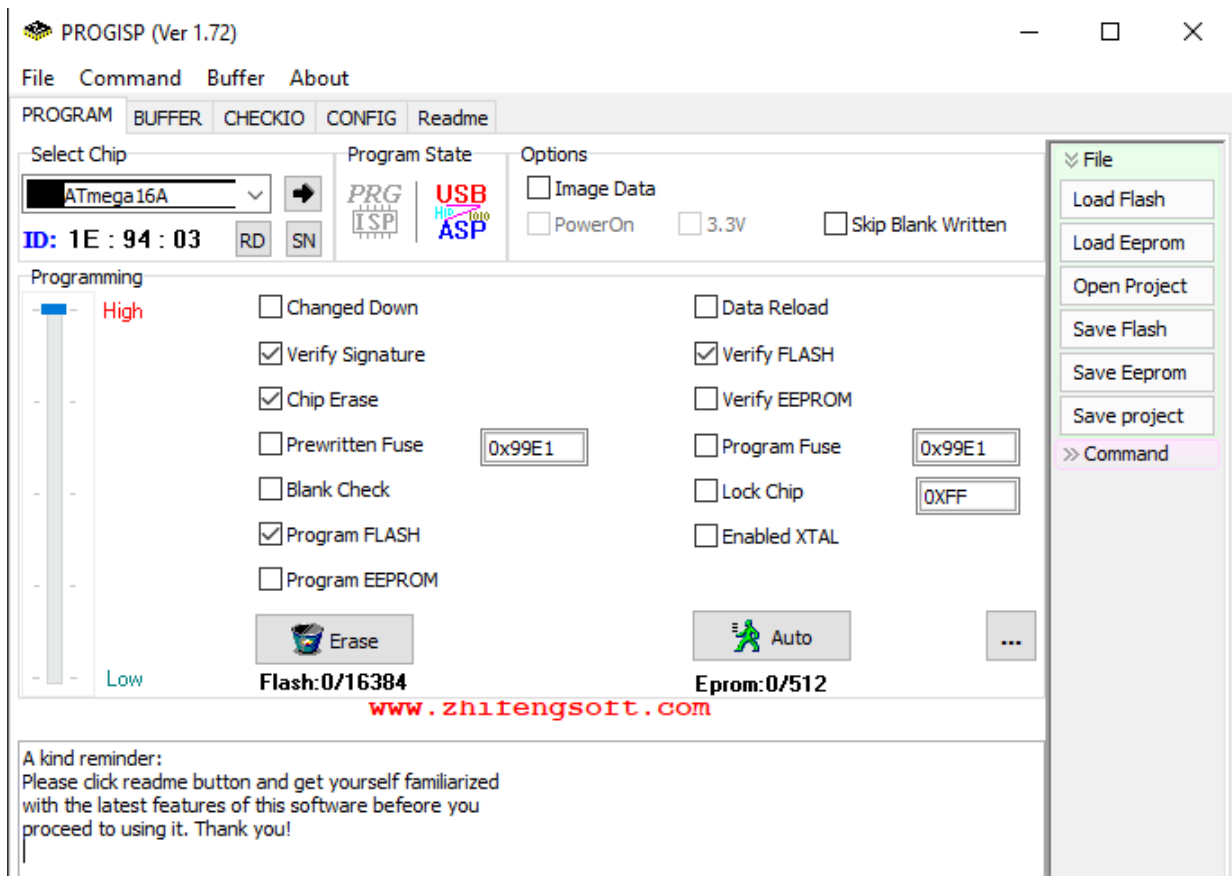 PROGISP (Ver 1.72)
File Command Buffer About
PROGRAM BUFFER CHECKIO CONFIG Readme
Select Chip Program State Options
ATmega16A
PRG
ISP
USB
HID 1010
ASP
Image Data
PowerOn 3.3V Skip Blank Written
ID: 1E : 94 : 03 RD SN
Programming
High
Changed Down Data Reload
Verify Signature Verify FLASH
Chip Erase Verify EEPROM
Prewritten Fuse 0x99E1 Program Fuse 0x99E1
Blank Check Lock Chip 0XFF
Program FLASH Enabled XTAL
Program EEPROM
Erase Auto ...
Low
Flash:0/16384 Eprom:0/512
www.zhifengsoft.com
A kind reminder:
Please click readme button and get yourself familiarized
with the latest features of this software befeore you
proceed to using it. Thank you!
File
Load Flash
Load Eeprom
Open Project
Save Flash
Save Eeprom
Save project
Command